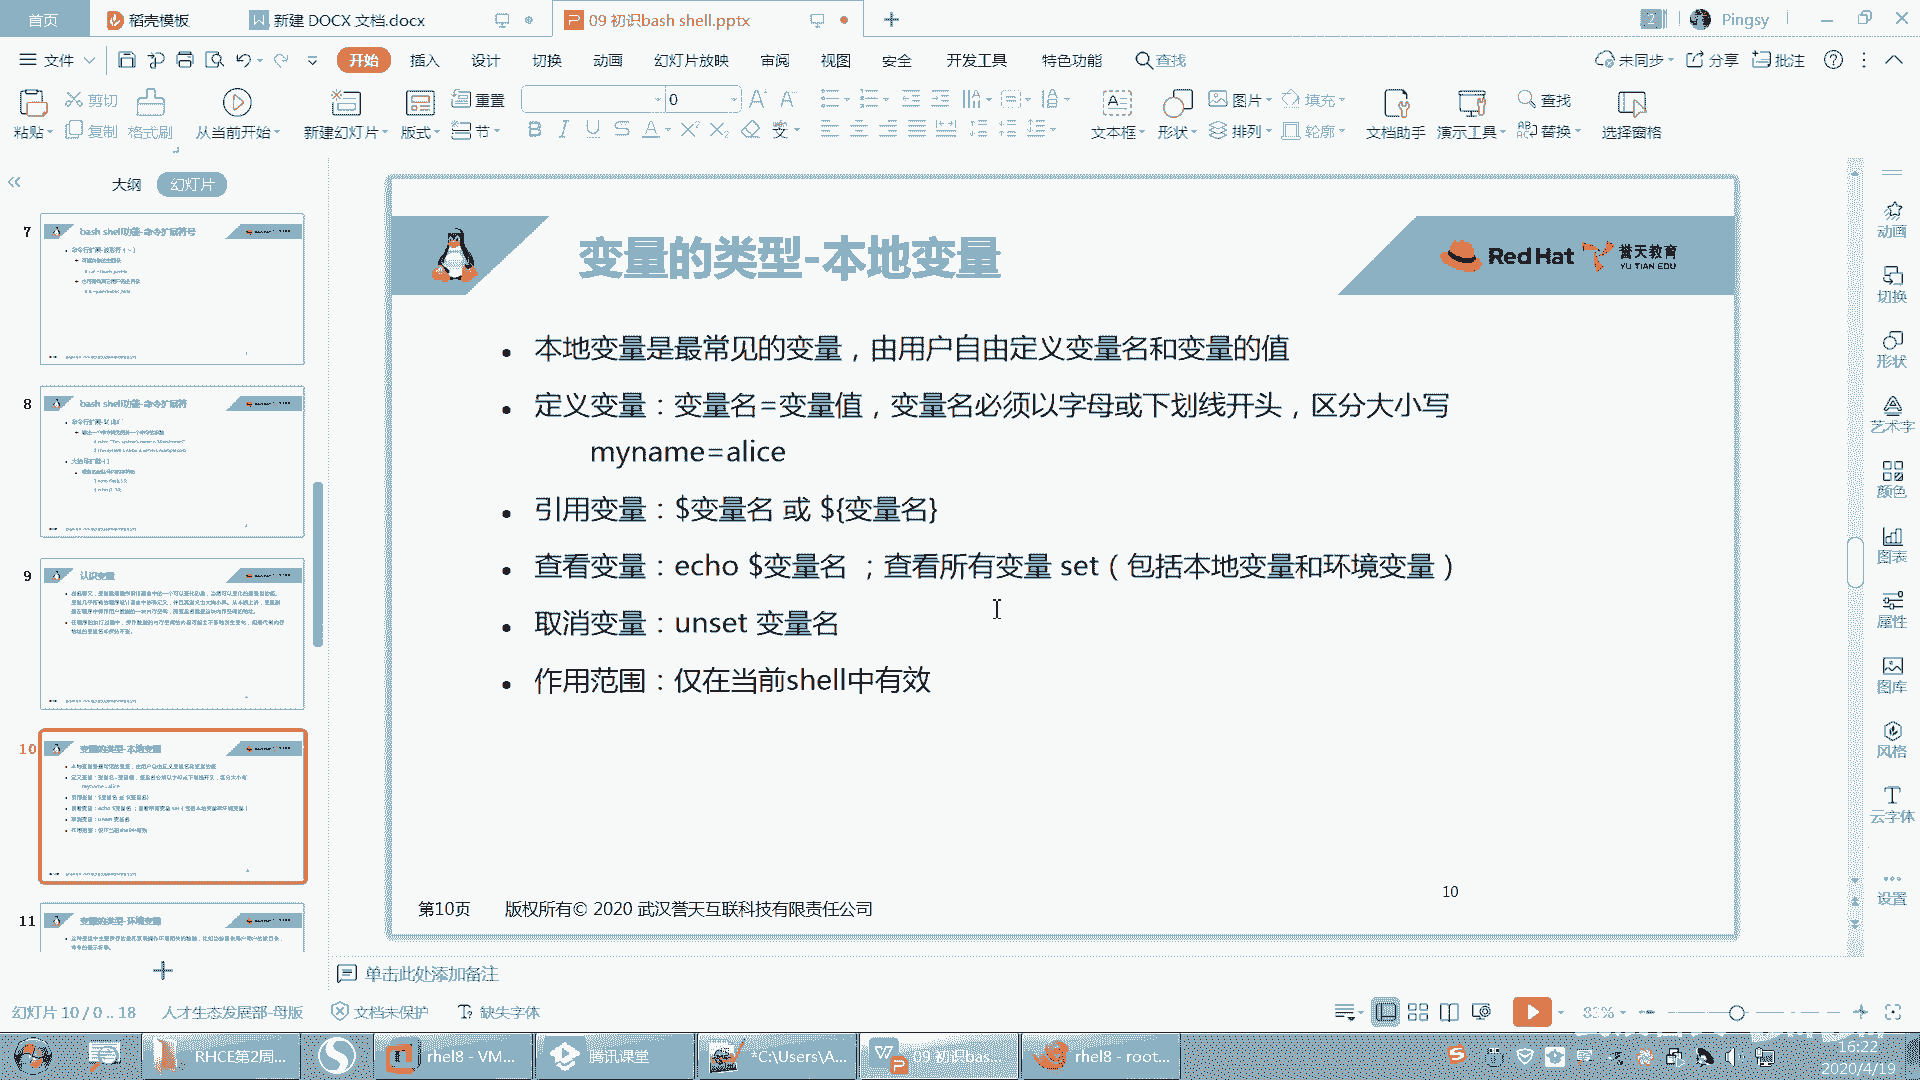 首页
稻壳模板
新建 DOCX 文档.docx
09 初识bash shell.pptx
2
Pingsy
文件
开始
插入
设计
切换
动画
幻灯片放映
审阅
视图
安全
开发工具
特色功能
查找
未同步
分享
批注
粘贴
剪切
复制
格式刷
从当前开始
新建幻灯片
版式
重置
节
0
文本框
形状
图片
排列
填充
轮廓
文档助手
演示工具
查找
替换
选择窗格
大纲
幻灯片
7
bash shell功能-命令扩展符号
8
bash shell功能-命令扩展符
9
认识变量
10
变量的类型-本地变量
11
变量的类型-环境变量
变量的类型-本地变量
Red Hat
誉天教育
YU TIAN EDU
本地变量是最常见的变量，由用户自由定义变量名和变量的值
定义变量：变量名=变量值，变量名必须以字母或下划线开头，区分大小写
myname=alice
引用变量：$变量名 或 ${变量名}
查看变量：echo $变量名 ；查看所有变量 set（包括本地变量和环境变量）
取消变量：unset 变量名
作用范围：仅在当前shell中有效
10
第10页
版权所有© 2020 武汉誉天互联科技有限责任公司
动画
切换
形状
艺术字
颜色
图表
属性
图库
风格
云字体
设置
单击此处添加备注
幻灯片 10 / 0 .. 18
人才生态发展部-母版
文档未保护
缺失字体
83%
RHCE第2周...
rhel8 - VM...
腾讯课堂
*C:\Users\A...
09 初识bas...
rhel8 - root...
16:22
2020/4/19